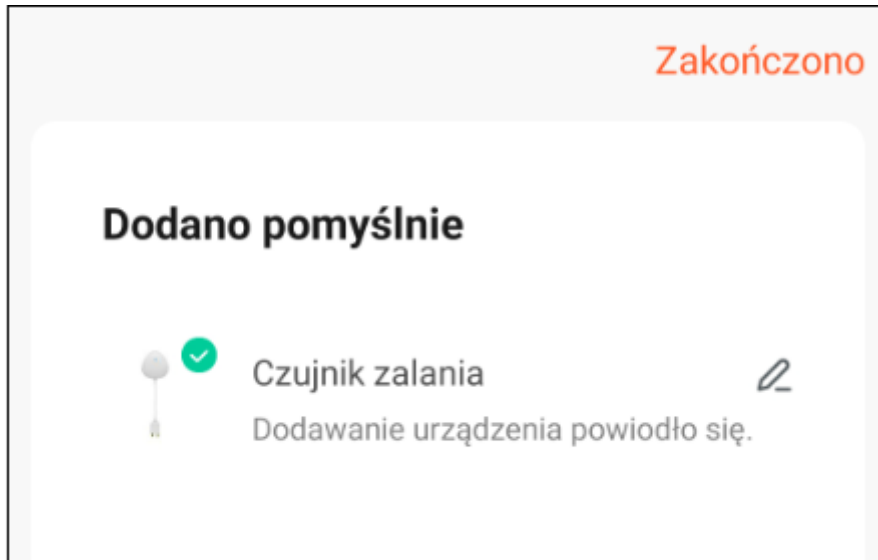 Zakończono
Dodano pomyślnie
Czujnik zalania
Dodawanie urządzenia powiodło się.